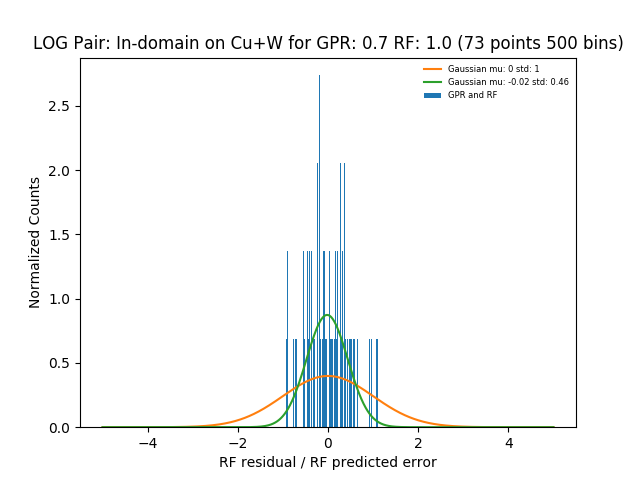 LOG Pair: In-domain on Cu+W for GPR: 0.7 RF: 1.0 (73 points 500 bins)
Gaussian mu: 0 std: 1
Gaussian mu: -0.02 std: 0.46
GPR and RF
Normalized Counts
2.5
2.0
1.5
1.0
0.5
0.0
−4 −2 0 2 4
RF residual / RF predicted error